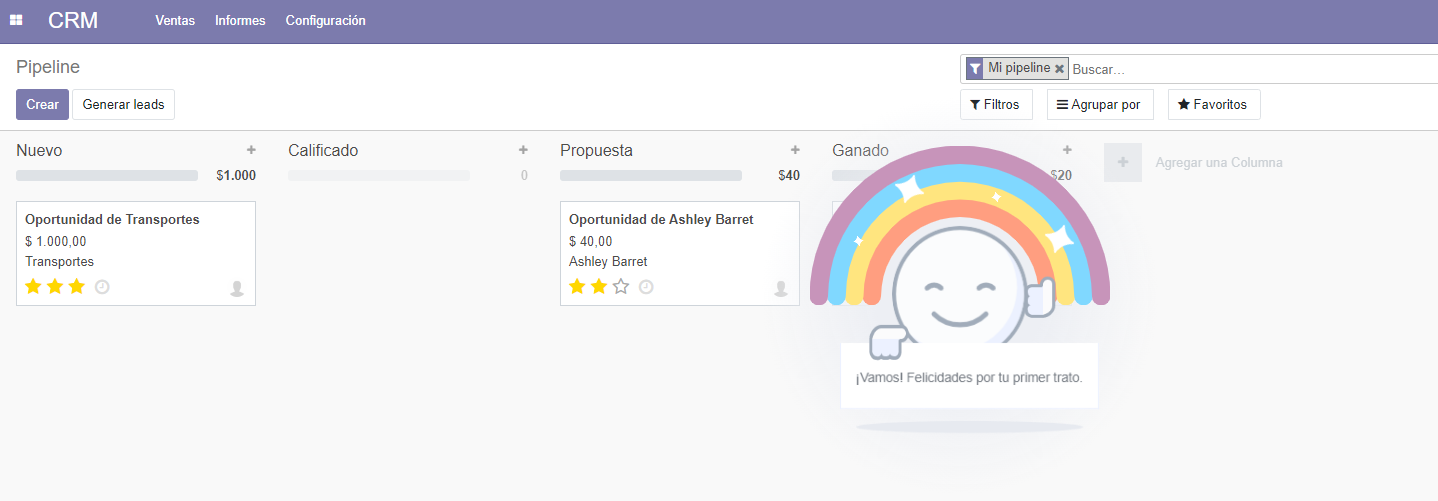 CRM Ventas Informes Configuración
Pipeline
Mi pipeline Buscar...
Crear Generar leads
Filtros Agrupar por Favoritos
Nuevo
$1.000
Oportunidad de Transportes
$ 1.000,00
Transportes
Calificado
0
Propuesta
$40
Oportunidad de Ashley Barret
$ 40,00
Ashley Barret
Ganado
$20
¡Vamos! Felicidades por tu primer trato.
Agregar una Columna